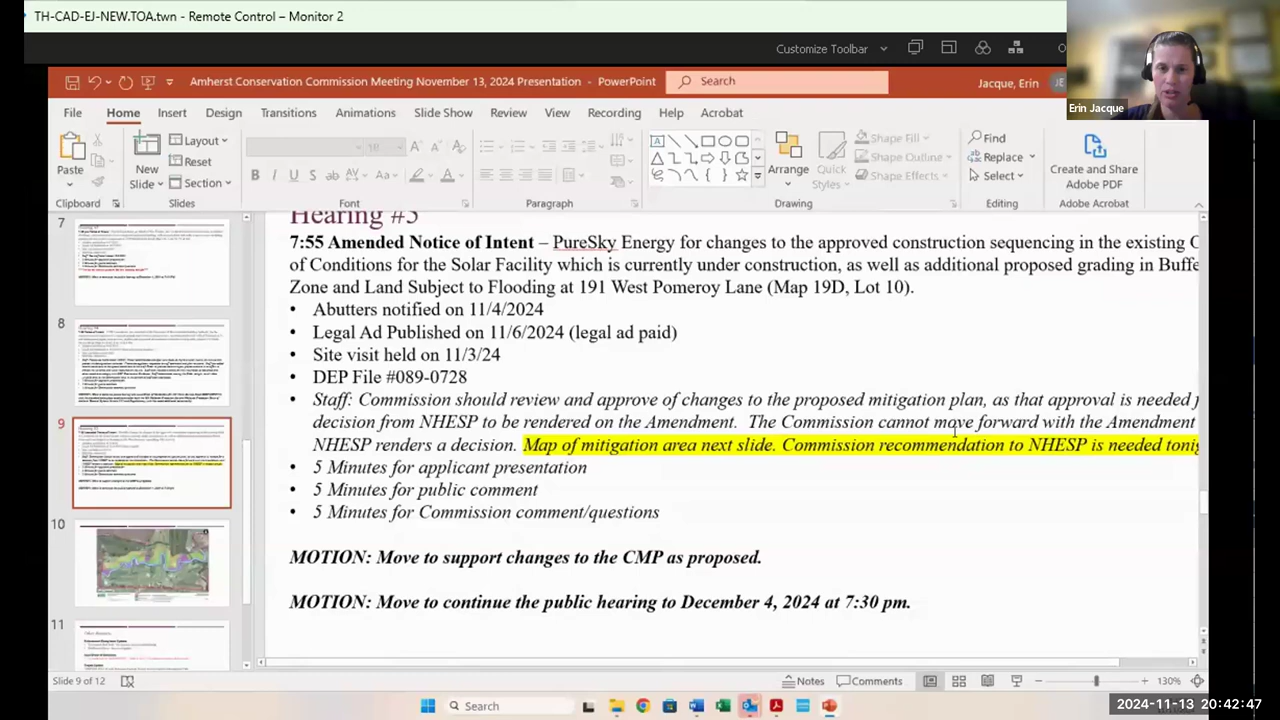 TH-CAD-EJ-NEW.TOA.twn - Remote Control – Monitor 2
Customize Toolbar
Erin Jacque
Amherst Conservation Commission Meeting November 13, 2024 Presentation - PowerPoint
Search
Jacque, Erin
File Home Insert Design Transitions Animations Slide Show Review View Recording Help Acrobat
Paste
New
Slide
Layout
Reset
Section
18
Arrange
Quick
Styles
Shape Fill
Shape Outline
Shape Effects
Find
Replace
Select
Create and Share
Adobe PDF
Clipboard Slides Font Paragraph Drawing Editing Adobe Acrobat
7
8
9
10
11
Hearing #5
7:55 Amended Notice of Intent – PureSky Energy for changes to the approved construction sequencing in the existing O
of Conditions for the Solar Facility which is currently under construction, as well as additional proposed grading in Buffe
Zone and Land Subject to Flooding at 191 West Pomeroy Lane (Map 19D, Lot 10).
• Abutters notified on 11/4/2024
• Legal Ad Published on 11/6/2024 (legal ad paid)
• Site visit held on 11/3/24
• DEP File #089-0728
• Staff: Commission should review and approve of changes to the proposed mitigation plan, as that approval is needed f
decision from NHESP to be rendered on the Amendment. The Commission cannot move forward with the Amendment
NHESP renders a decision. Map of mitigation area next slide. Commission recommendation to NHESP is needed tonig
• 5 Minutes for applicant presentation
• 5 Minutes for public comment
• 5 Minutes for Commission comment/questions
MOTION: Move to support changes to the CMP as proposed.
MOTION: Move to continue the public hearing to December 4, 2024 at 7:30 pm.
Slide 9 of 12
Notes
Comments
130%
Search
2024-11-13 20:42:47